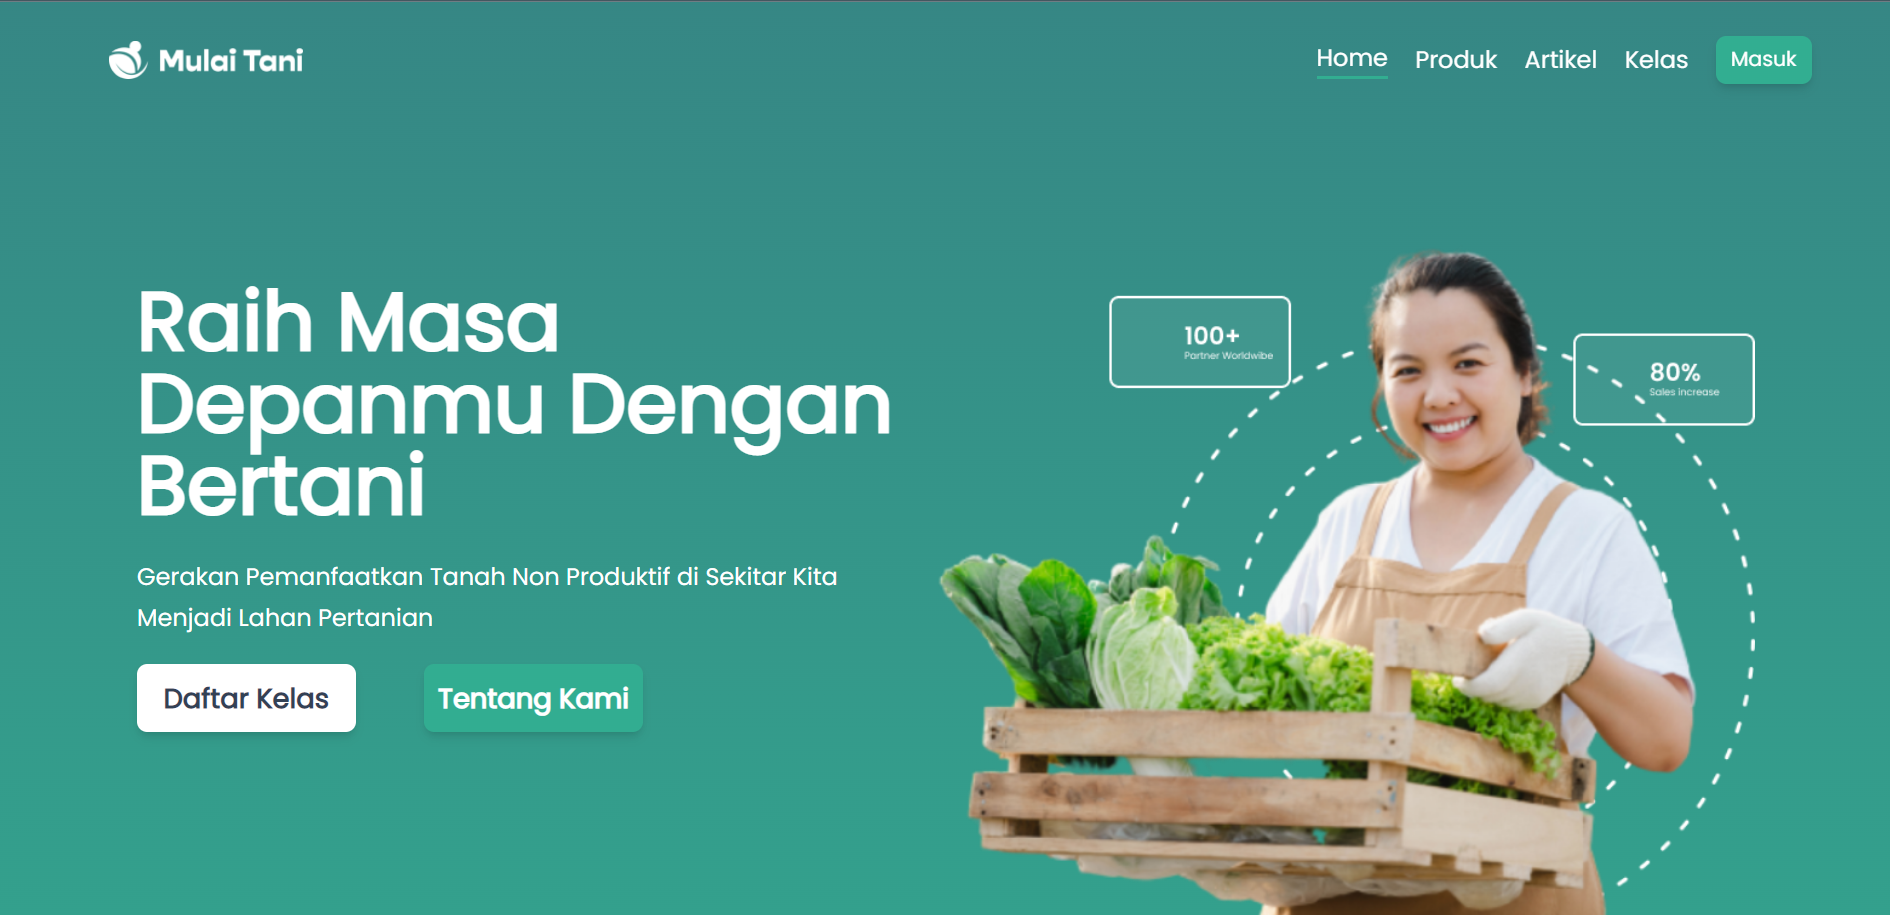 Mulai Tani
Home Produk Artikel Kelas Masuk
Raih Masa
Depanmu Dengan
Bertani
Gerakan Pemanfaatkan Tanah Non Produktif di Sekitar Kita
Menjadi Lahan Pertanian
Daftar Kelas
Tentang Kami
100+
Partner Worldwibe
80%
Sales increase